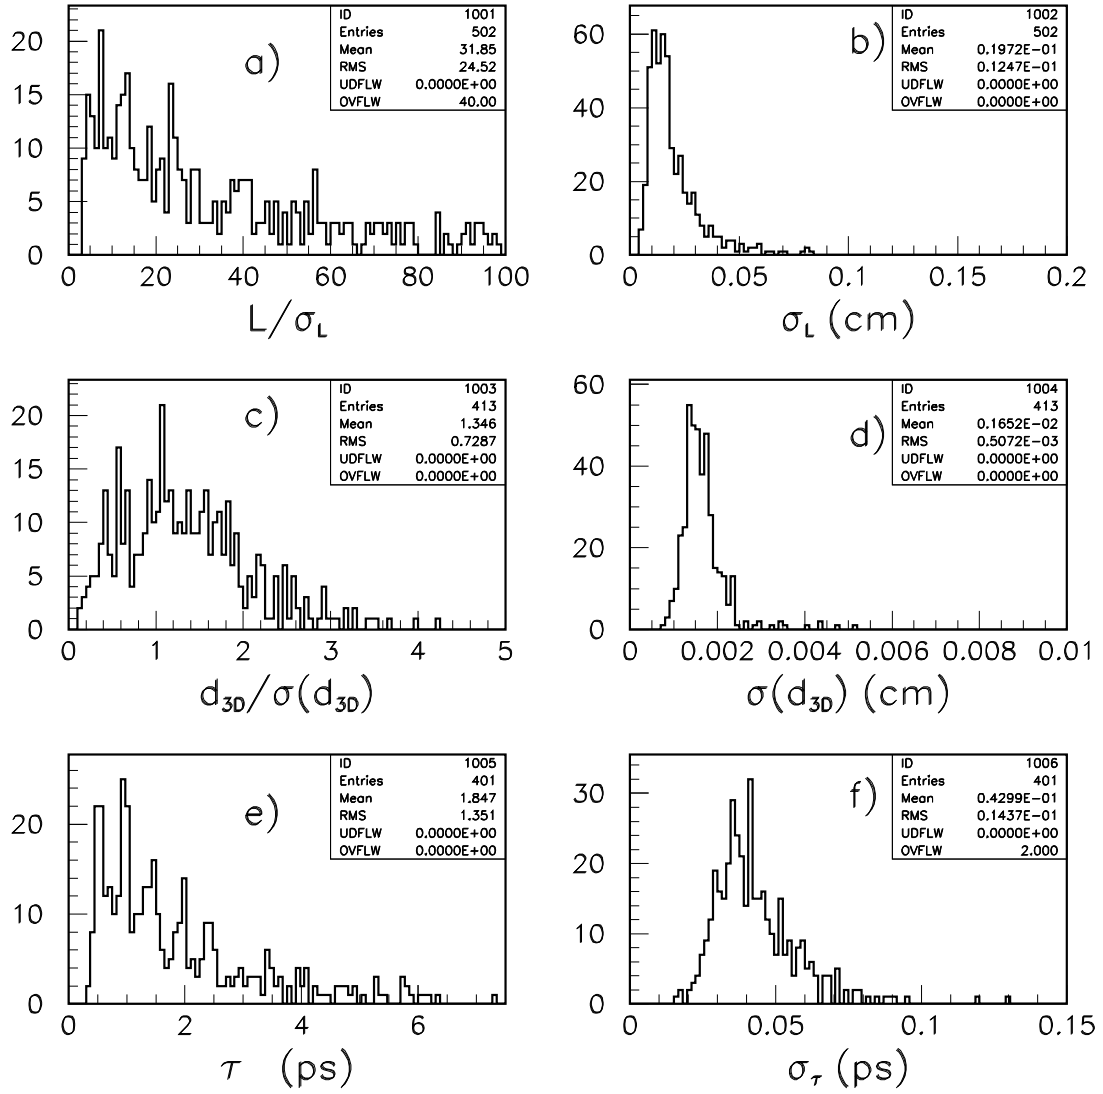 a)
ID 1001
Entries 502
Mean 31.85
RMS 24.52
UDFLW 0.0000E+00
OVFLW 40.00
20
15
10
5
0
0 20 40 60 80 100
L/σL
b)
ID 1002
Entries 502
Mean 0.1972E-01
RMS 0.1247E-01
UDFLW 0.0000E+00
OVFLW 0.0000E+00
60
40
20
0
0 0.05 0.1 0.15 0.2
σL (cm)
c)
ID 1003
Entries 413
Mean 1.346
RMS 0.7287
UDFLW 0.0000E+00
OVFLW 0.0000E+00
20
15
10
5
0
0 1 2 3 4 5
d3D/σ(d3D)
d)
ID 1004
Entries 413
Mean 0.1652E-02
RMS 0.5072E-03
UDFLW 0.0000E+00
OVFLW 0.0000E+00
60
40
20
0
0 0.002 0.004 0.006 0.008 0.01
σ(d3D) (cm)
e)
ID 1005
Entries 401
Mean 1.847
RMS 1.351
UDFLW 0.0000E+00
OVFLW 0.0000E+00
20
10
0
0 2 4 6
τ (ps)
f)
ID 1006
Entries 401
Mean 0.4299E-01
RMS 0.1437E-01
UDFLW 0.0000E+00
OVFLW 2.000
30
20
10
0
0 0.05 0.1 0.15
στ (ps)